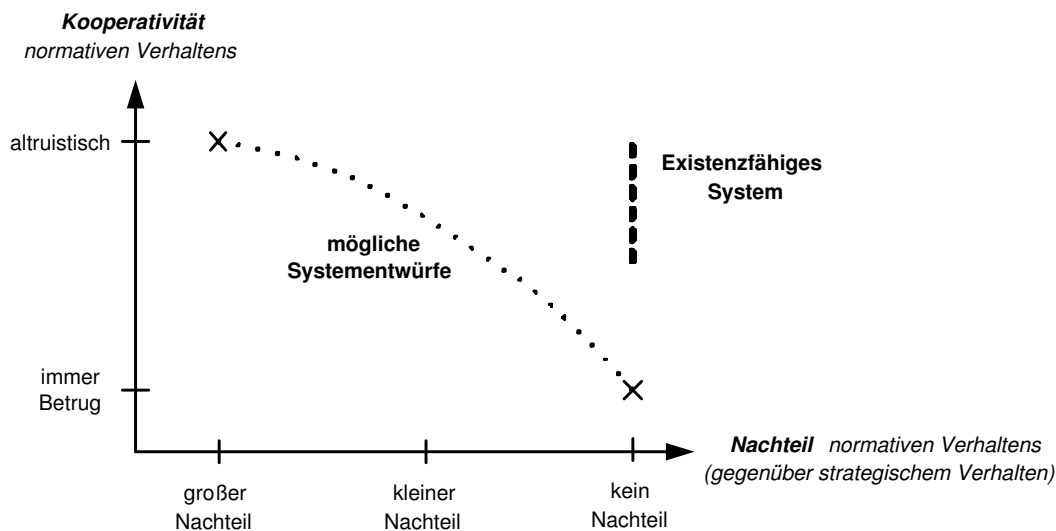 Kooperativität
normativen Verhaltens
altruistisch
Existenzfähiges
System
mögliche
Systementwürfe
immer
Betrug
Nachteil normativen Verhaltens
(gegenüber strategischem Verhalten)
großer
Nachteil
kleiner
Nachteil
kein
Nachteil